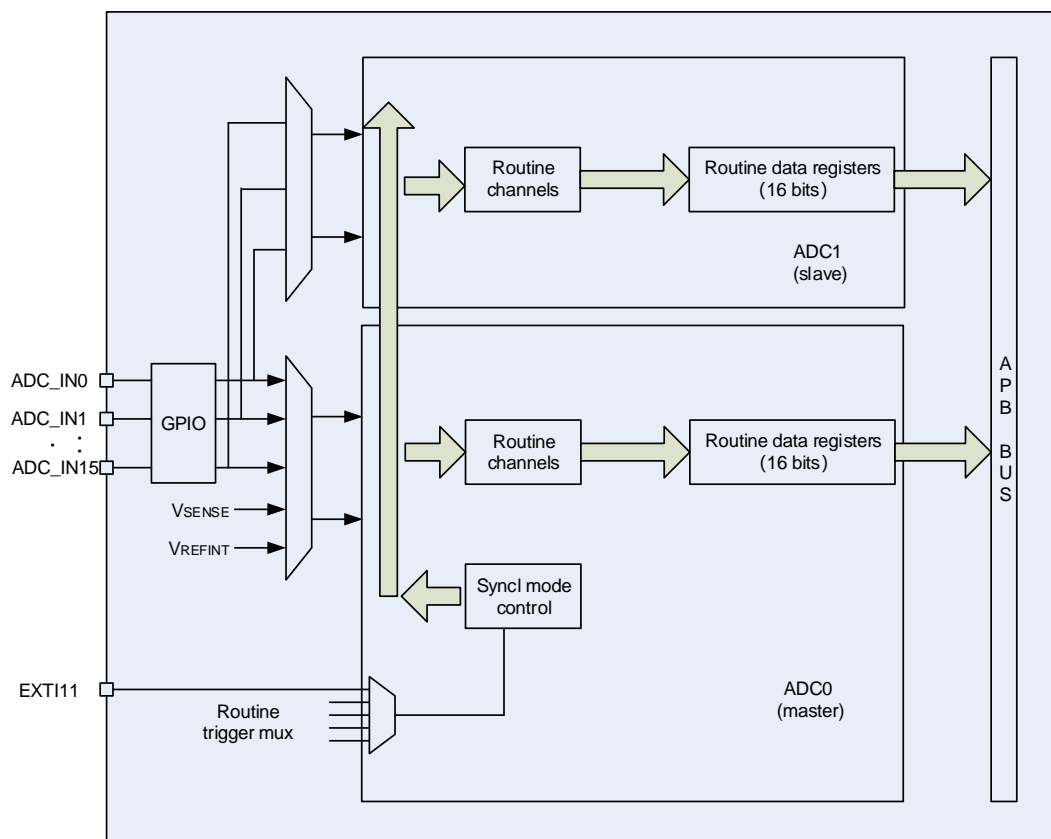 Routine
channels
Routine data registers
(16 bits)
ADC1
(slave)
ADC_IN0
ADC_IN1
. :
ADC_IN15
GPIO
VSENSE
VREFINT
Routine
channels
Routine data registers
(16 bits)
SyncI mode
control
EXTI11
Routine
trigger mux
ADC0
(master)
A
P
B
B
U
S